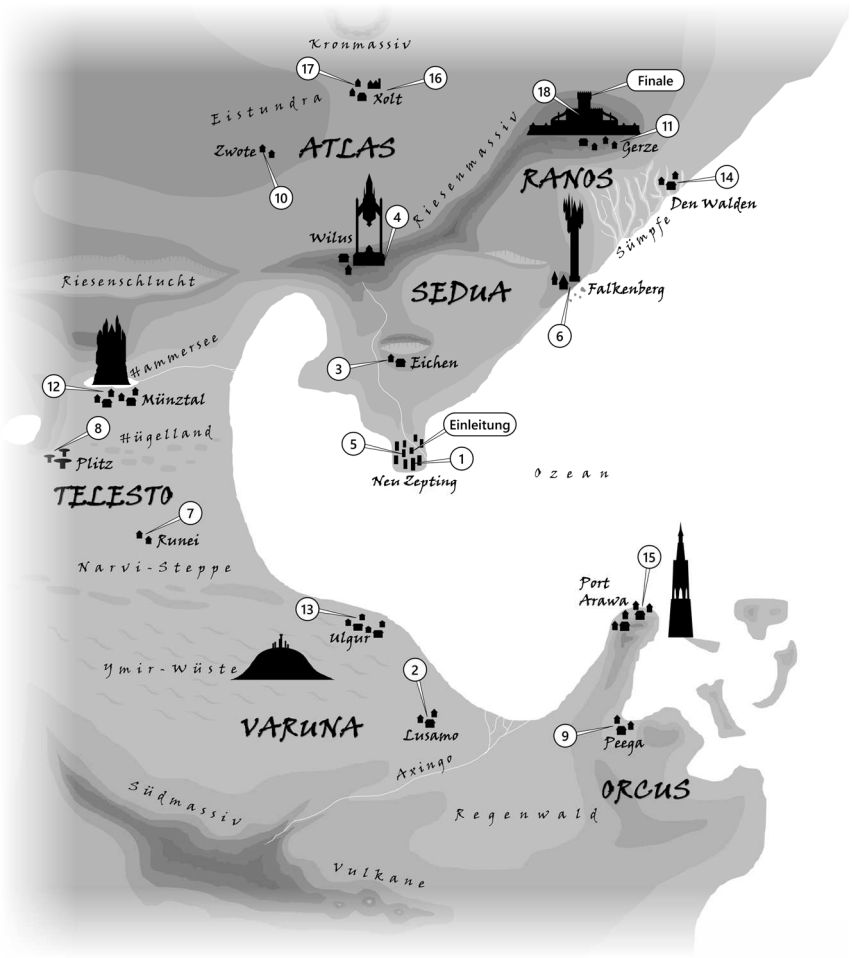 Kronmassiv
17
16
Xolt
Eistundra
Finale
18
11
Gerze
Zwote
ATLAS
10
Riesenmassiv
RANOS
14
Den Walden
Sümpfe
4
Wilus
Riesenschlucht
SEDUA
Falkenberg
6
Hammersee
3
Eichen
12
Münztal
8
Hügelland
Plitz
Einleitung
5
1
Neu Zepting
Ozean
TELESTO
7
Runei
Narvi-Steppe
15
Port
Arawa
13
Ulgur
Ymir-Wüste
2
VARUNA
Lusamo
9
Peega
Axingo
ORCUS
Südmassiv
Regenwald
Vulkane